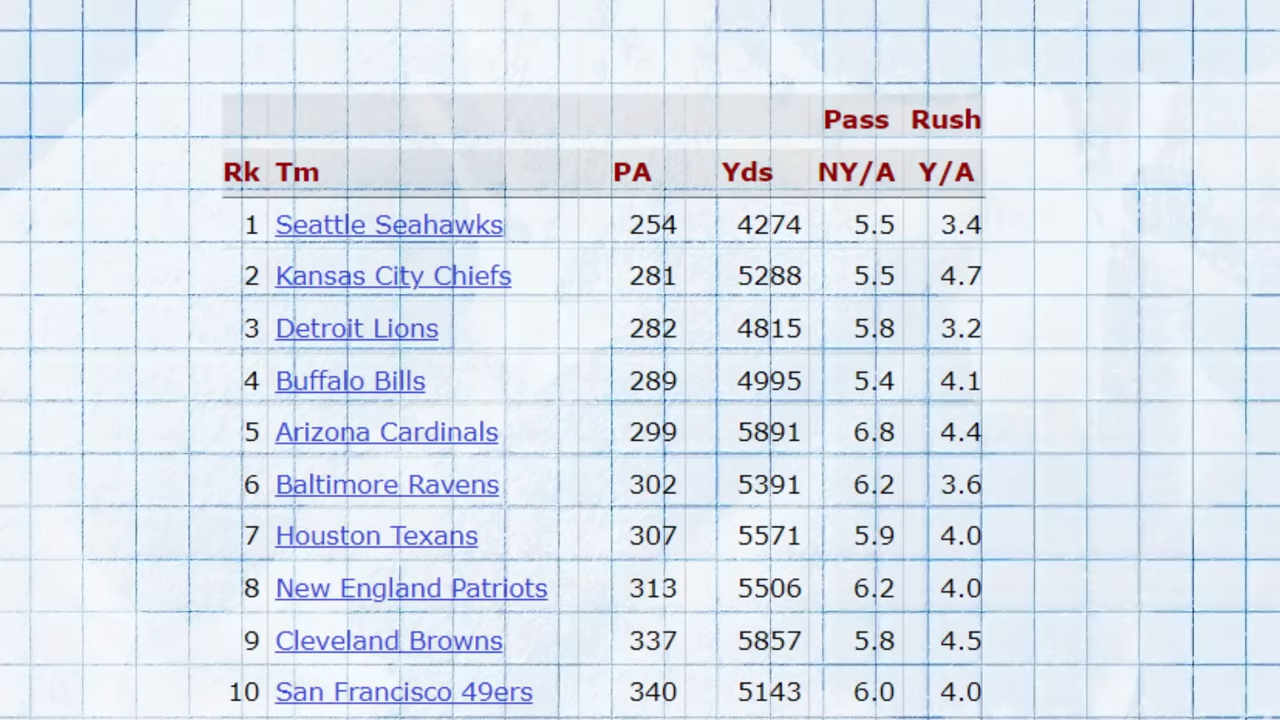 Pass Rush
Rk Tm PA Yds NY/A Y/A
1 Seattle Seahawks 254 4274 5.5 3.4
2 Kansas City Chiefs 281 5288 5.5 4.7
3 Detroit Lions 282 4815 5.8 3.2
4 Buffalo Bills 289 4995 5.4 4.1
5 Arizona Cardinals 299 5891 6.8 4.4
6 Baltimore Ravens 302 5391 6.2 3.6
7 Houston Texans 307 5571 5.9 4.0
8 New England Patriots 313 5506 6.2 4.0
9 Cleveland Browns 337 5857 5.8 4.5
10 San Francisco 49ers 340 5143 6.0 4.0